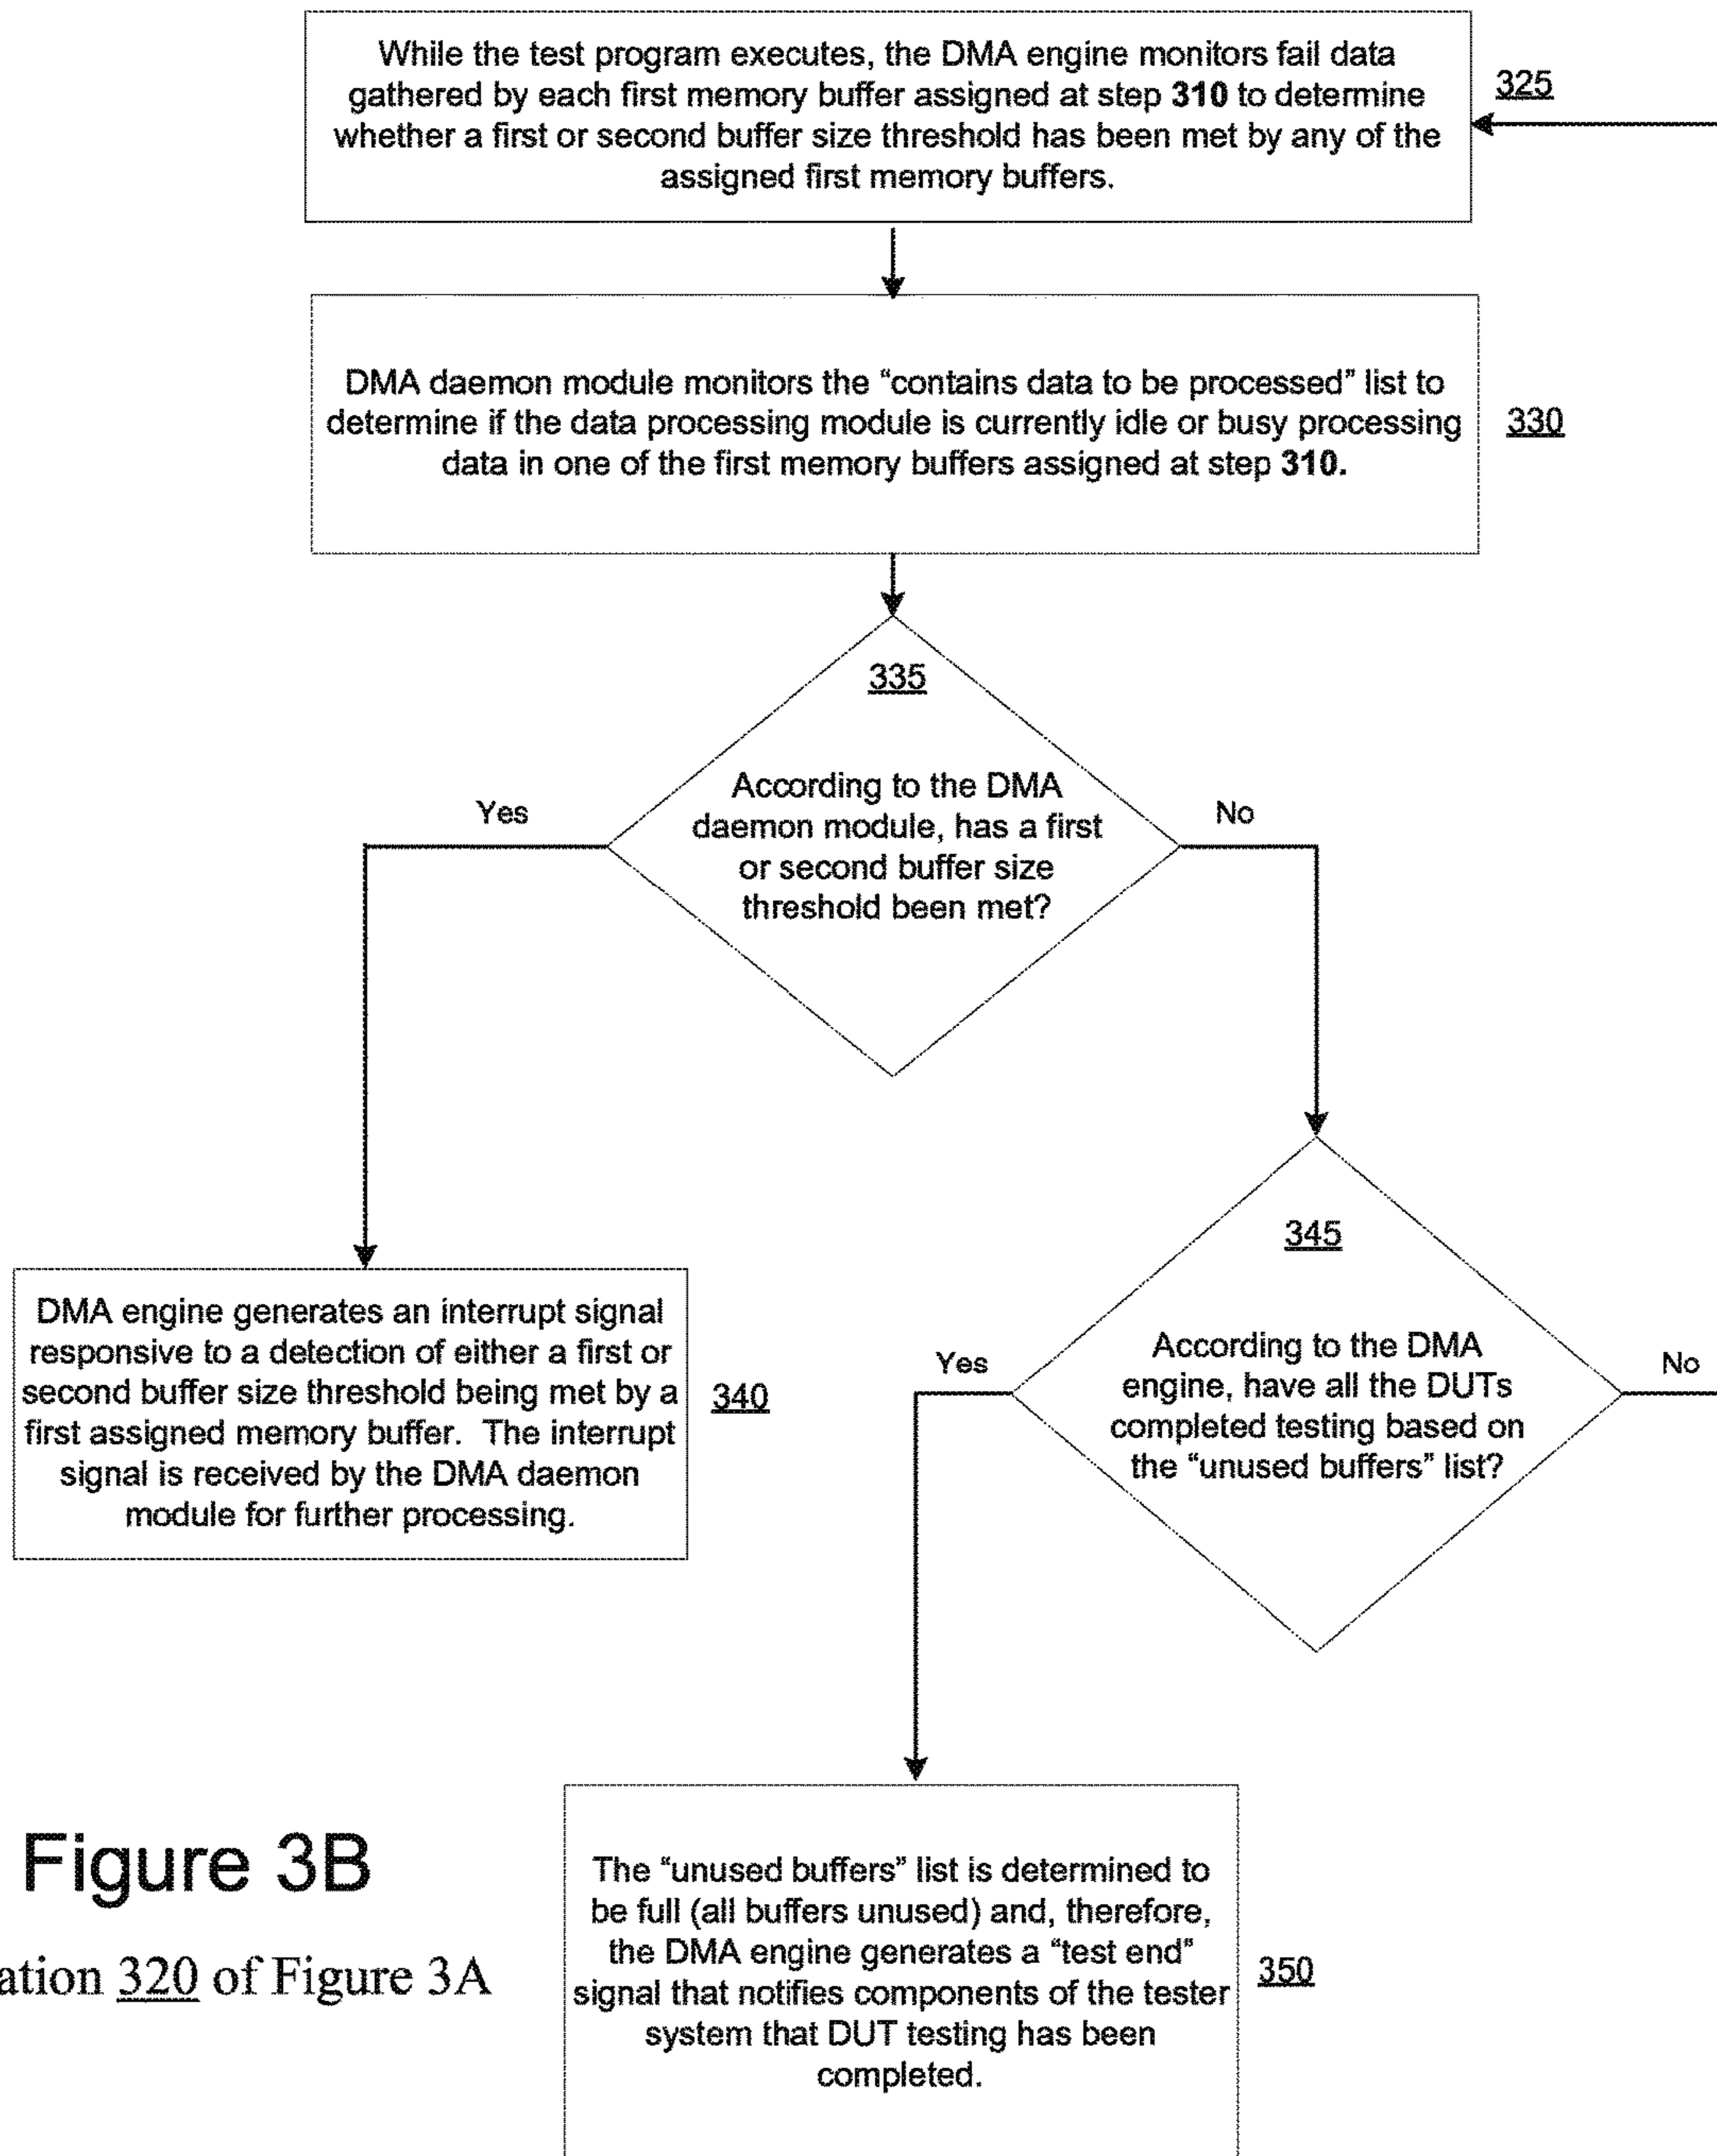 While the test program executes, the DMA engine monitors fail data
gathered by each first memory buffer assigned at step 310 to determine
whether a first or second buffer size threshold has been met by any of the
assigned first memory buffers.
325
DMA daemon module monitors the “contains data to be processed” list to
determine if the data processing module is currently idle or busy processing
data in one of the first memory buffers assigned at step 310.
330
335
According to the DMA
daemon module, has a first
or second buffer size
threshold been met?
Yes
No
DMA engine generates an interrupt signal
responsive to a detection of either a first or
second buffer size threshold being met by a
first assigned memory buffer. The interrupt
signal is received by the DMA daemon
module for further processing.
340
345
According to the DMA
engine, have all the DUTs
completed testing based on
the “unused buffers” list?
Yes
No
The “unused buffers” list is determined to
be full (all buffers unused) and, therefore,
the DMA engine generates a “test end”
signal that notifies components of the tester
system that DUT testing has been
completed.
350
Figure 3B
ation 320 of Figure 3A